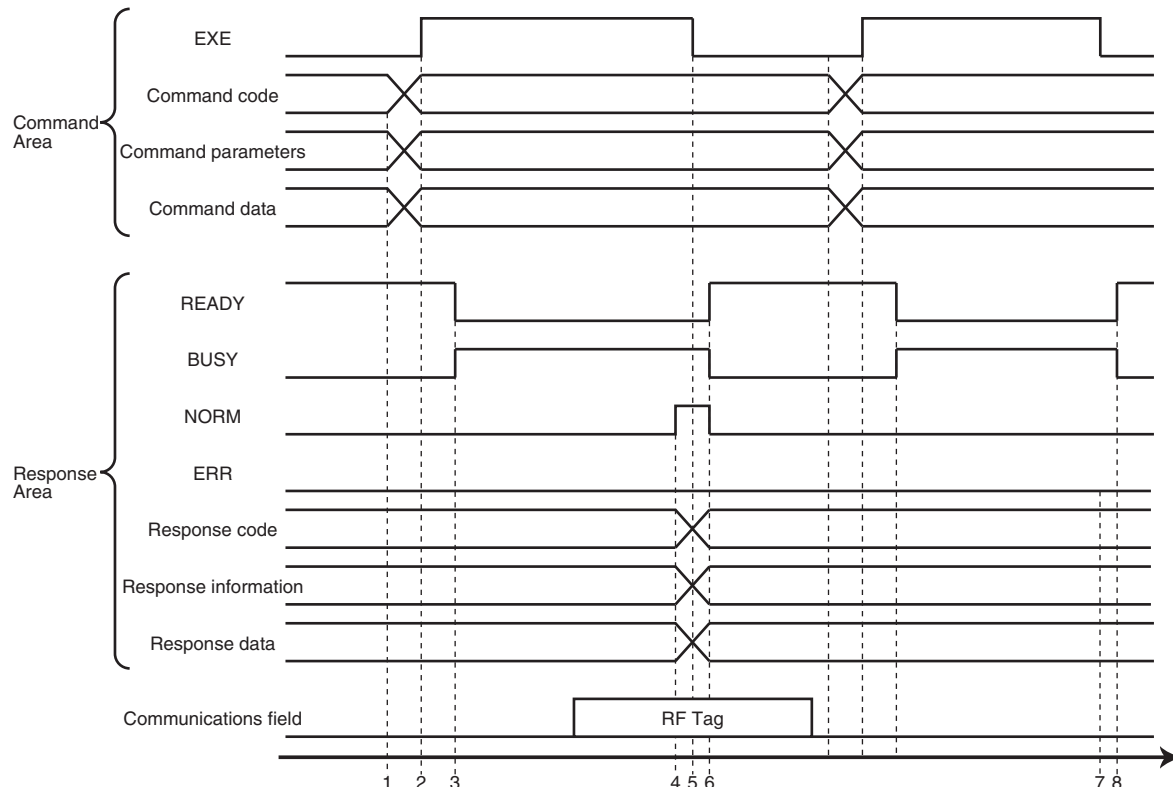 EXE
Command code
Command
Area
Command parameters
Command data
READY
BUSY
NORM
Response
Area
ERR
Response code
Response information
Response data
Communications field
RF Tag
1 2 3 4 5 6 7 8